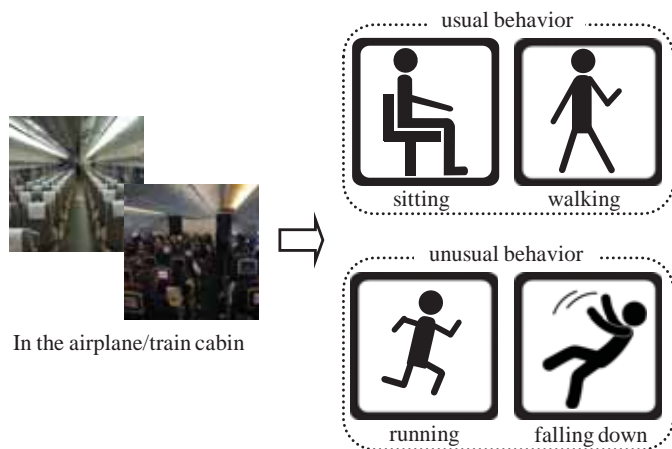 usual behavior
sitting
walking
In the airplane/train cabin
unusual behavior
running
falling down